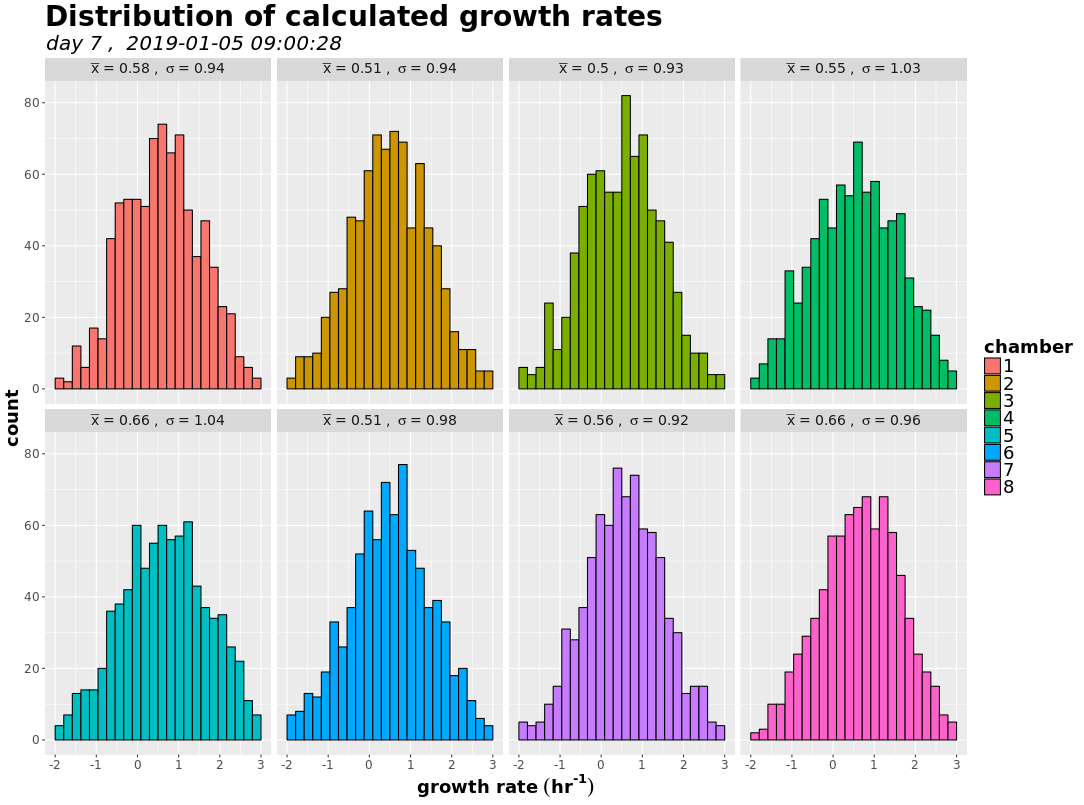 Distribution of calculated growth rates
day 7 ,  2019-01-05 09:00:28
x̅ = 0.58 ,  σ = 0.94
x̅ = 0.51 ,  σ = 0.94
x̅ = 0.5 ,  σ = 0.93
x̅ = 0.55 ,  σ = 1.03
80
60
40
20
0
count
x̅ = 0.66 ,  σ = 1.04
x̅ = 0.51 ,  σ = 0.98
x̅ = 0.56 ,  σ = 0.92
x̅ = 0.66 ,  σ = 0.96
80
60
40
20
0
-2 -1 0 1 2 3
-2 -1 0 1 2 3
-2 -1 0 1 2 3
-2 -1 0 1 2 3
growth rate (hr⁻¹)
chamber
1
2
3
4
5
6
7
8